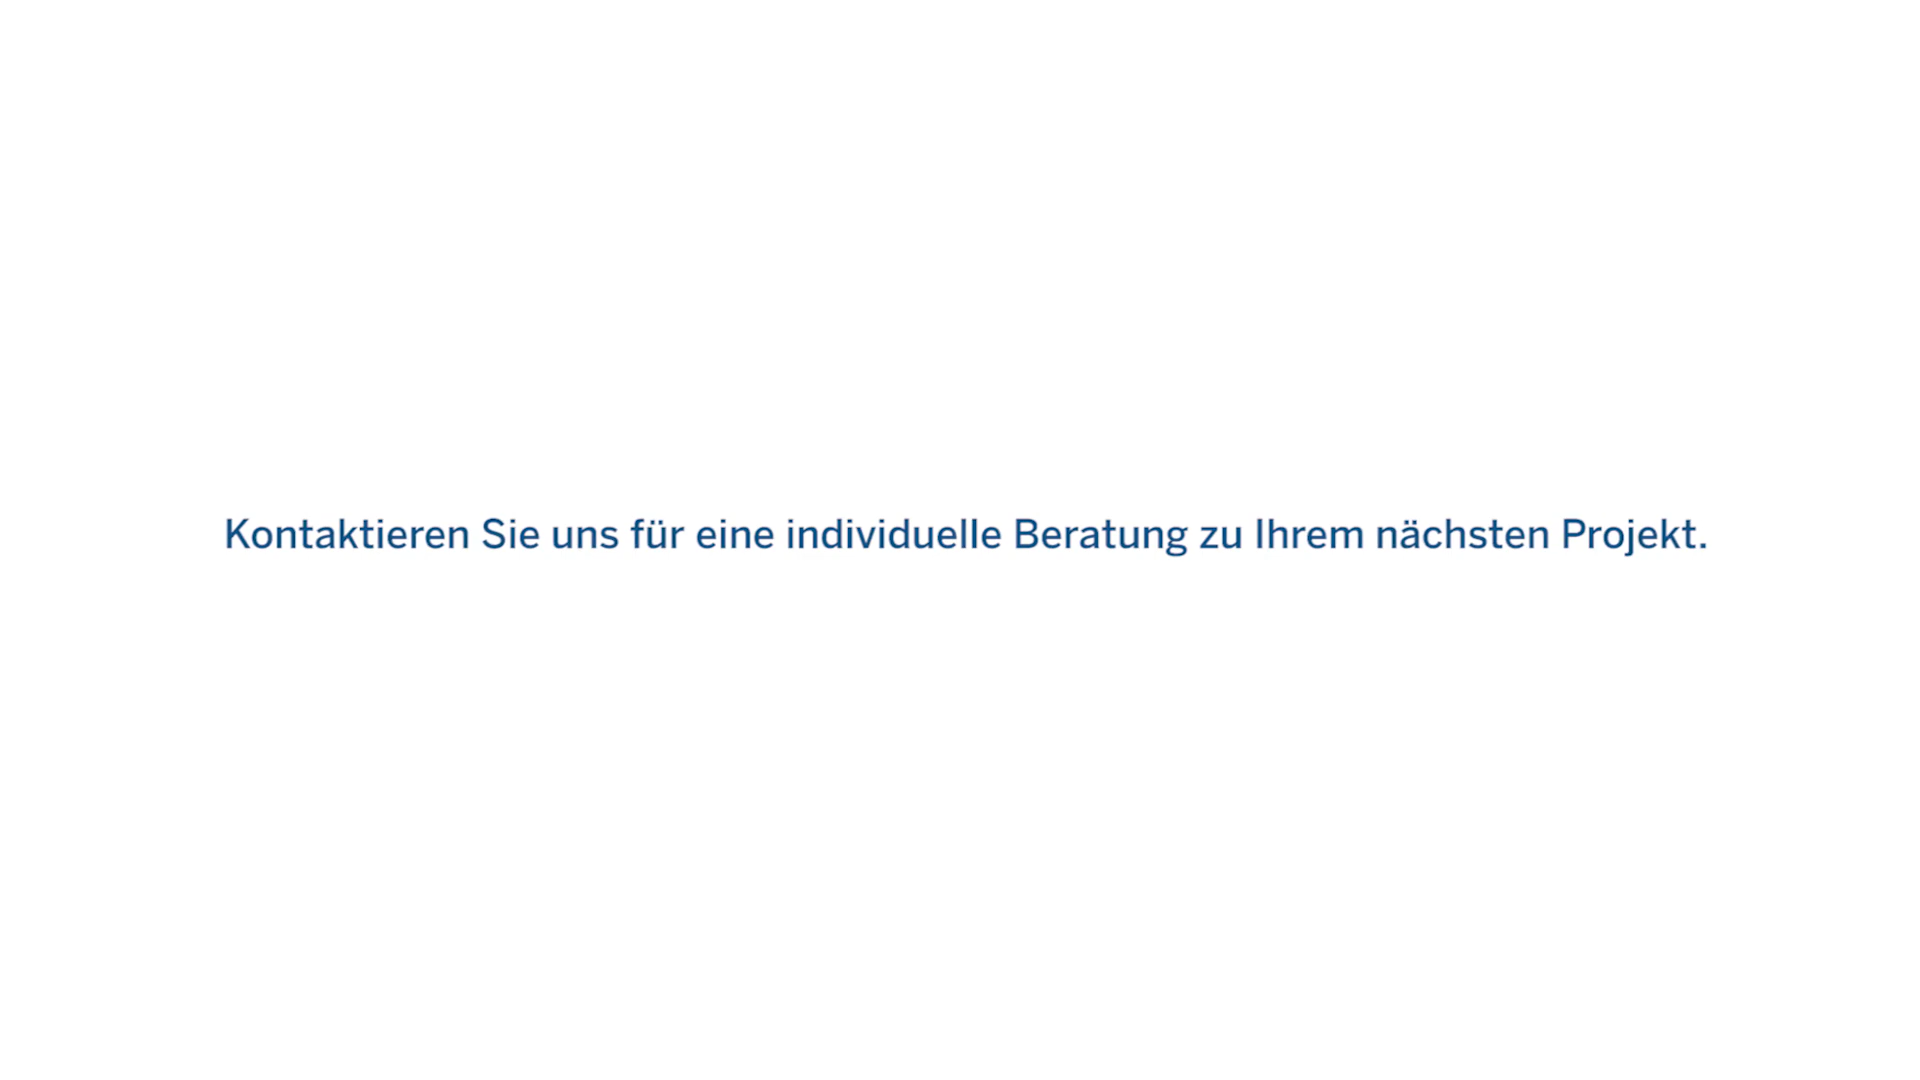 Kontaktieren Sie uns für eine individuelle Beratung zu Ihrem nächsten Projekt.